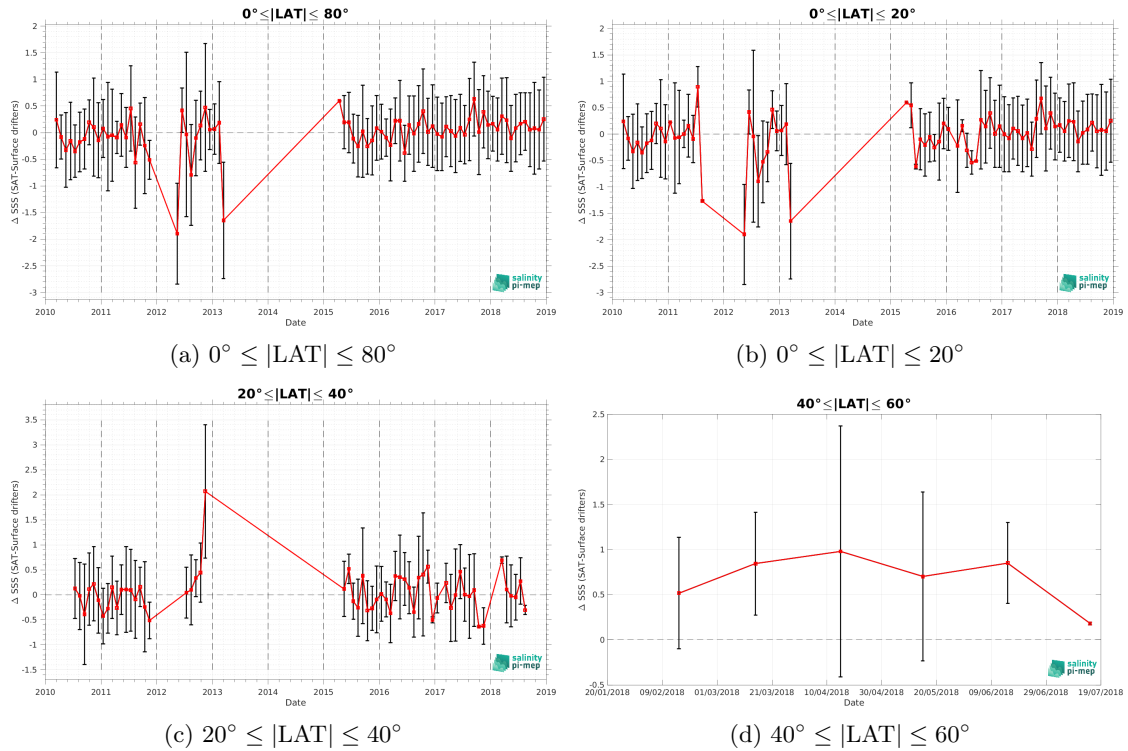 0°≤|LAT|≤ 80°
Δ SSS (SAT-Surface drifters)
2
1.5
1
0.5
0
-0.5
-1
-1.5
-2
-2.5
-3
2010 2011 2012 2013 2014 2015 2016 2017 2018 2019
Date
salinity
pi-mep
(a) 0° ≤ |LAT| ≤ 80°
0°≤|LAT|≤ 20°
Δ SSS (SAT-Surface drifters)
2
1.5
1
0.5
0
-0.5
-1
-1.5
-2
-2.5
-3
2010 2011 2012 2013 2014 2015 2016 2017 2018 2019
Date
salinity
pi-mep
(b) 0° ≤ |LAT| ≤ 20°
20°≤|LAT|≤ 40°
Δ SSS (SAT-Surface drifters)
3.5
3
2.5
2
1.5
1
0.5
0
-0.5
-1
-1.5
2010 2011 2012 2013 2014 2015 2016 2017 2018 2019
Date
salinity
pi-mep
(c) 20° ≤ |LAT| ≤ 40°
40°≤|LAT|≤ 60°
Δ SSS (SAT-Surface drifters)
2.5
2
1.5
1
0.5
0
-0.5
20/01/2018 09/02/2018 01/03/2018 21/03/2018 10/04/2018 30/04/2018 20/05/2018 09/06/2018 29/06/2018 19/07/2018
Date
salinity
pi-mep
(d) 40° ≤ |LAT| ≤ 60°